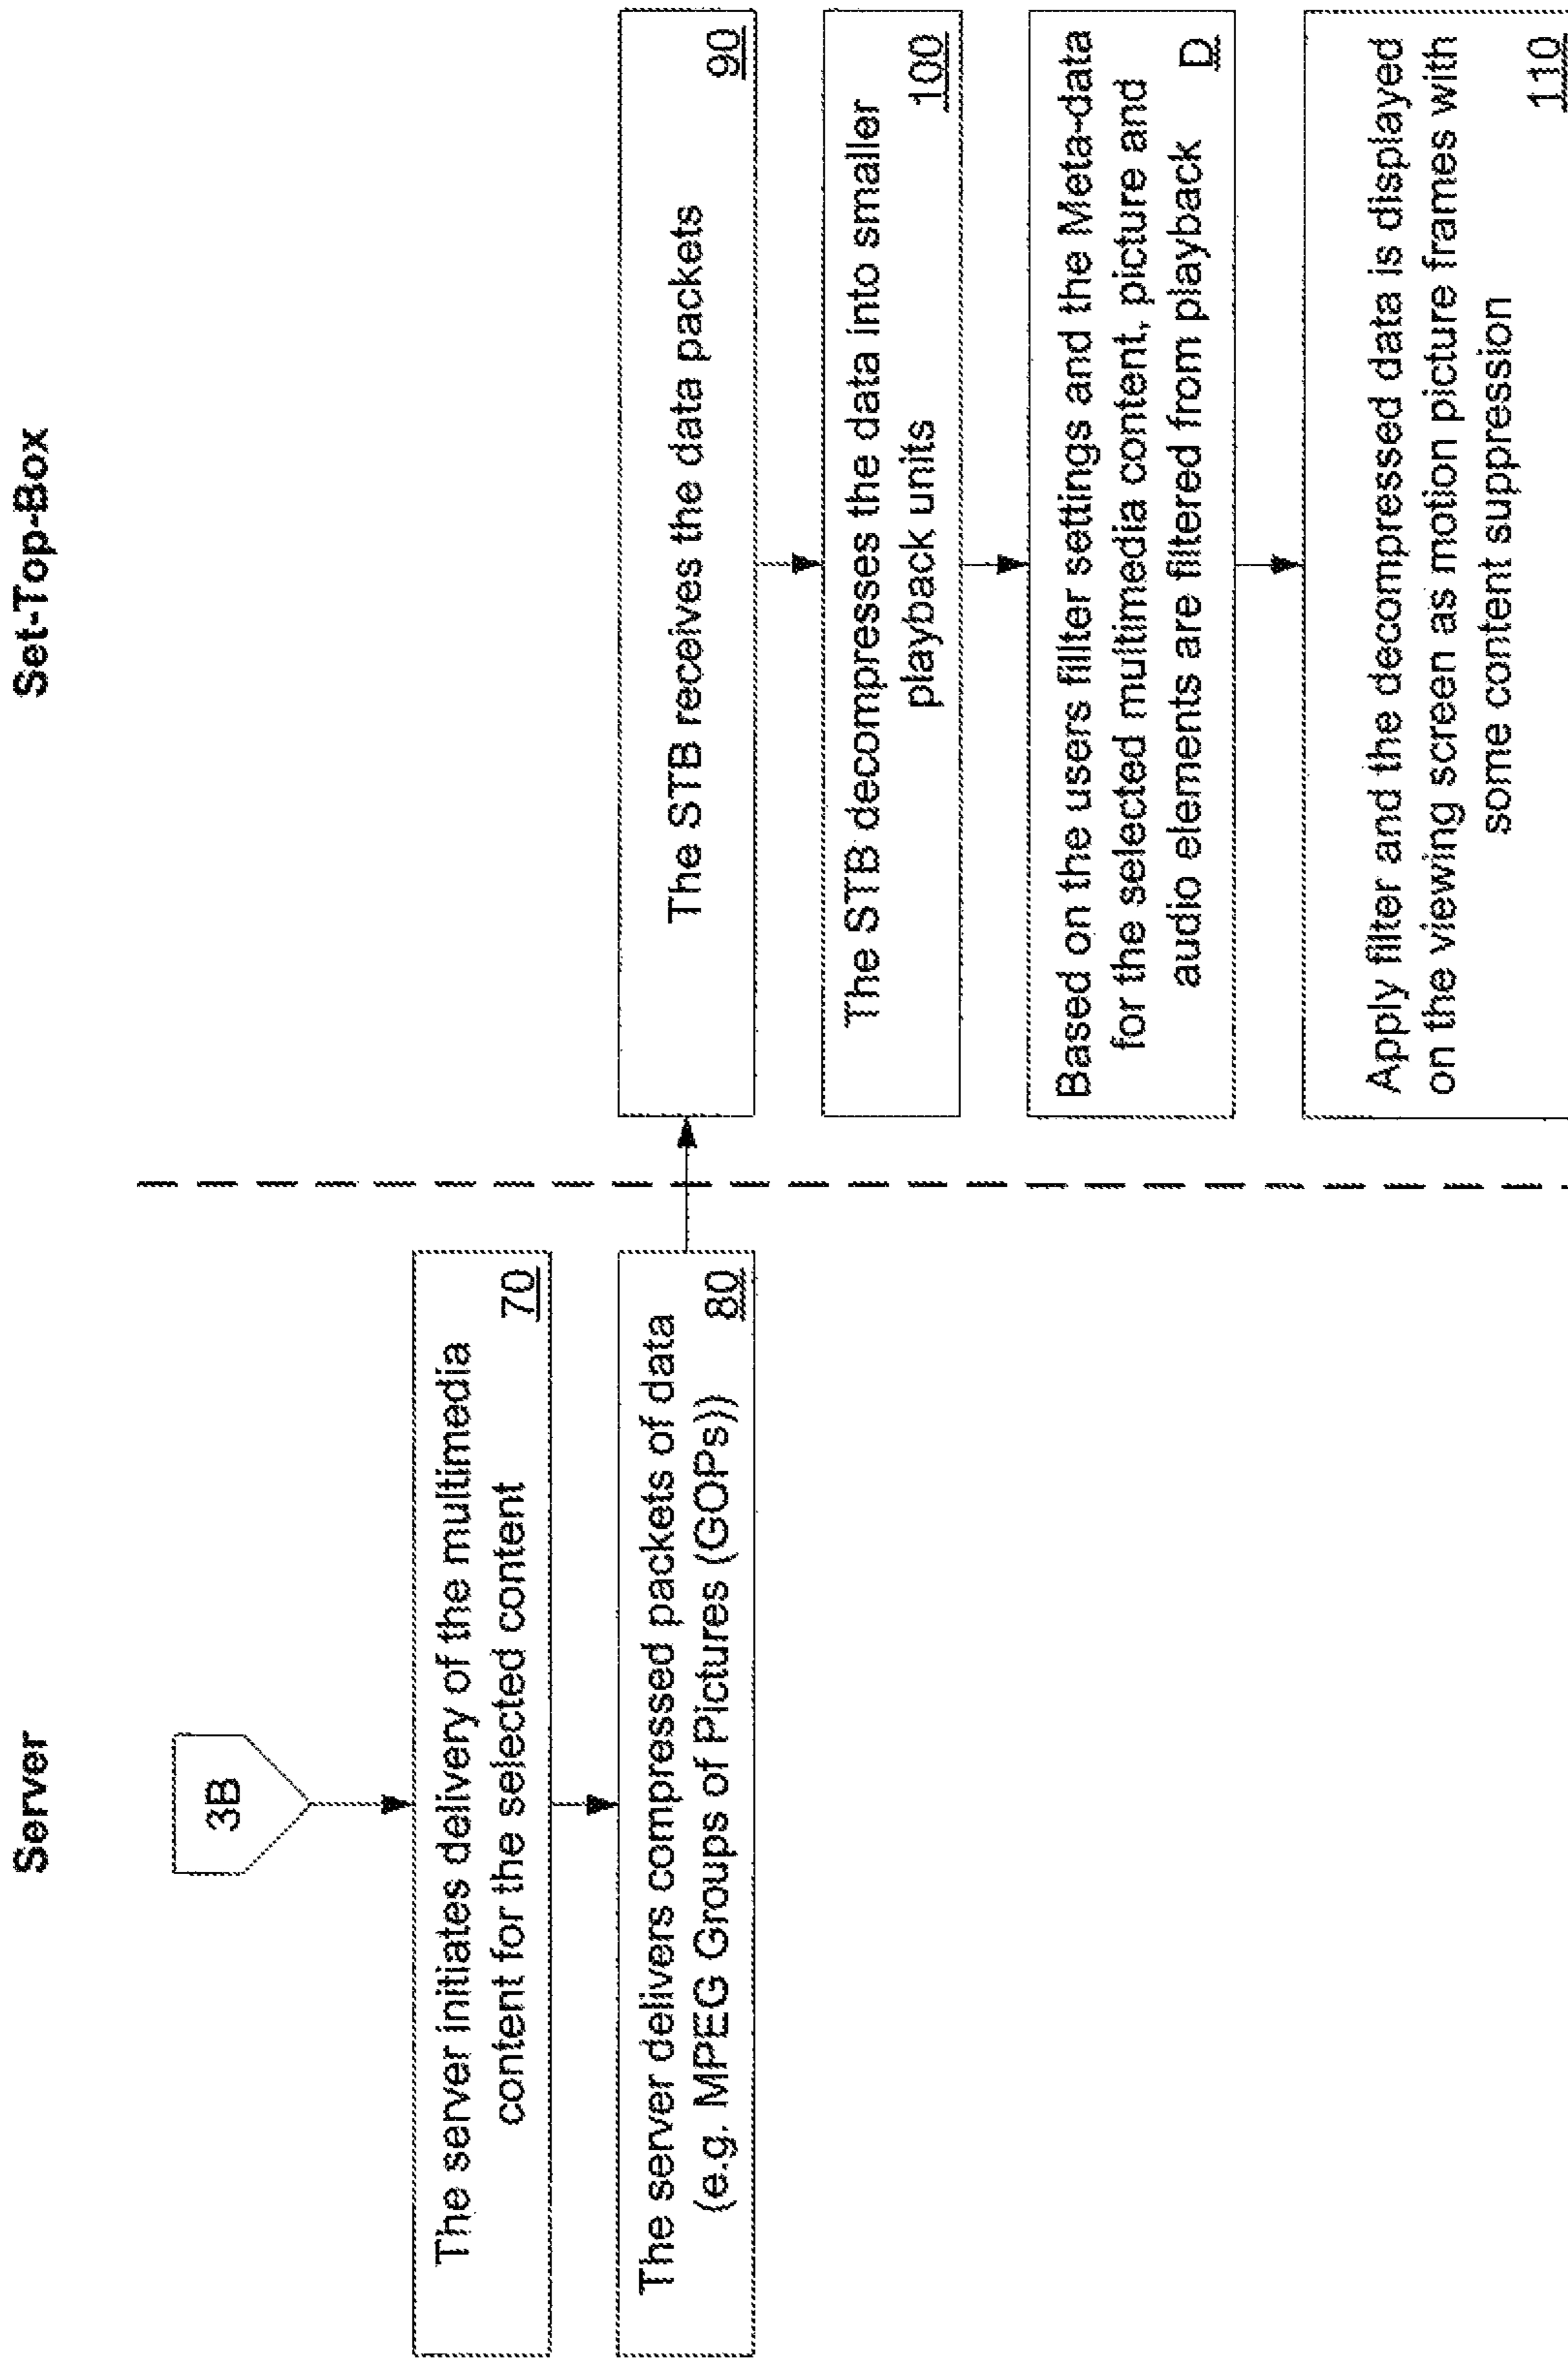 Server
3B
The server initiates delivery of the multimedia
content for the selected content
70
The server delivers compressed packets of data
(e.g. MPEG Groups of Pictures (GOPs))
80
Set-Top-Box
The STB receives the data packets
90
The STB decompresses the data into smaller
playback units
100
Based on the users fillter settings and the Meta-data
for the selected multimedia content, picture and
audio elements are filtered from playback
D
Apply filter and the decompressed data is displayed
on the viewing screen as motion picture frames with
some content suppression
110